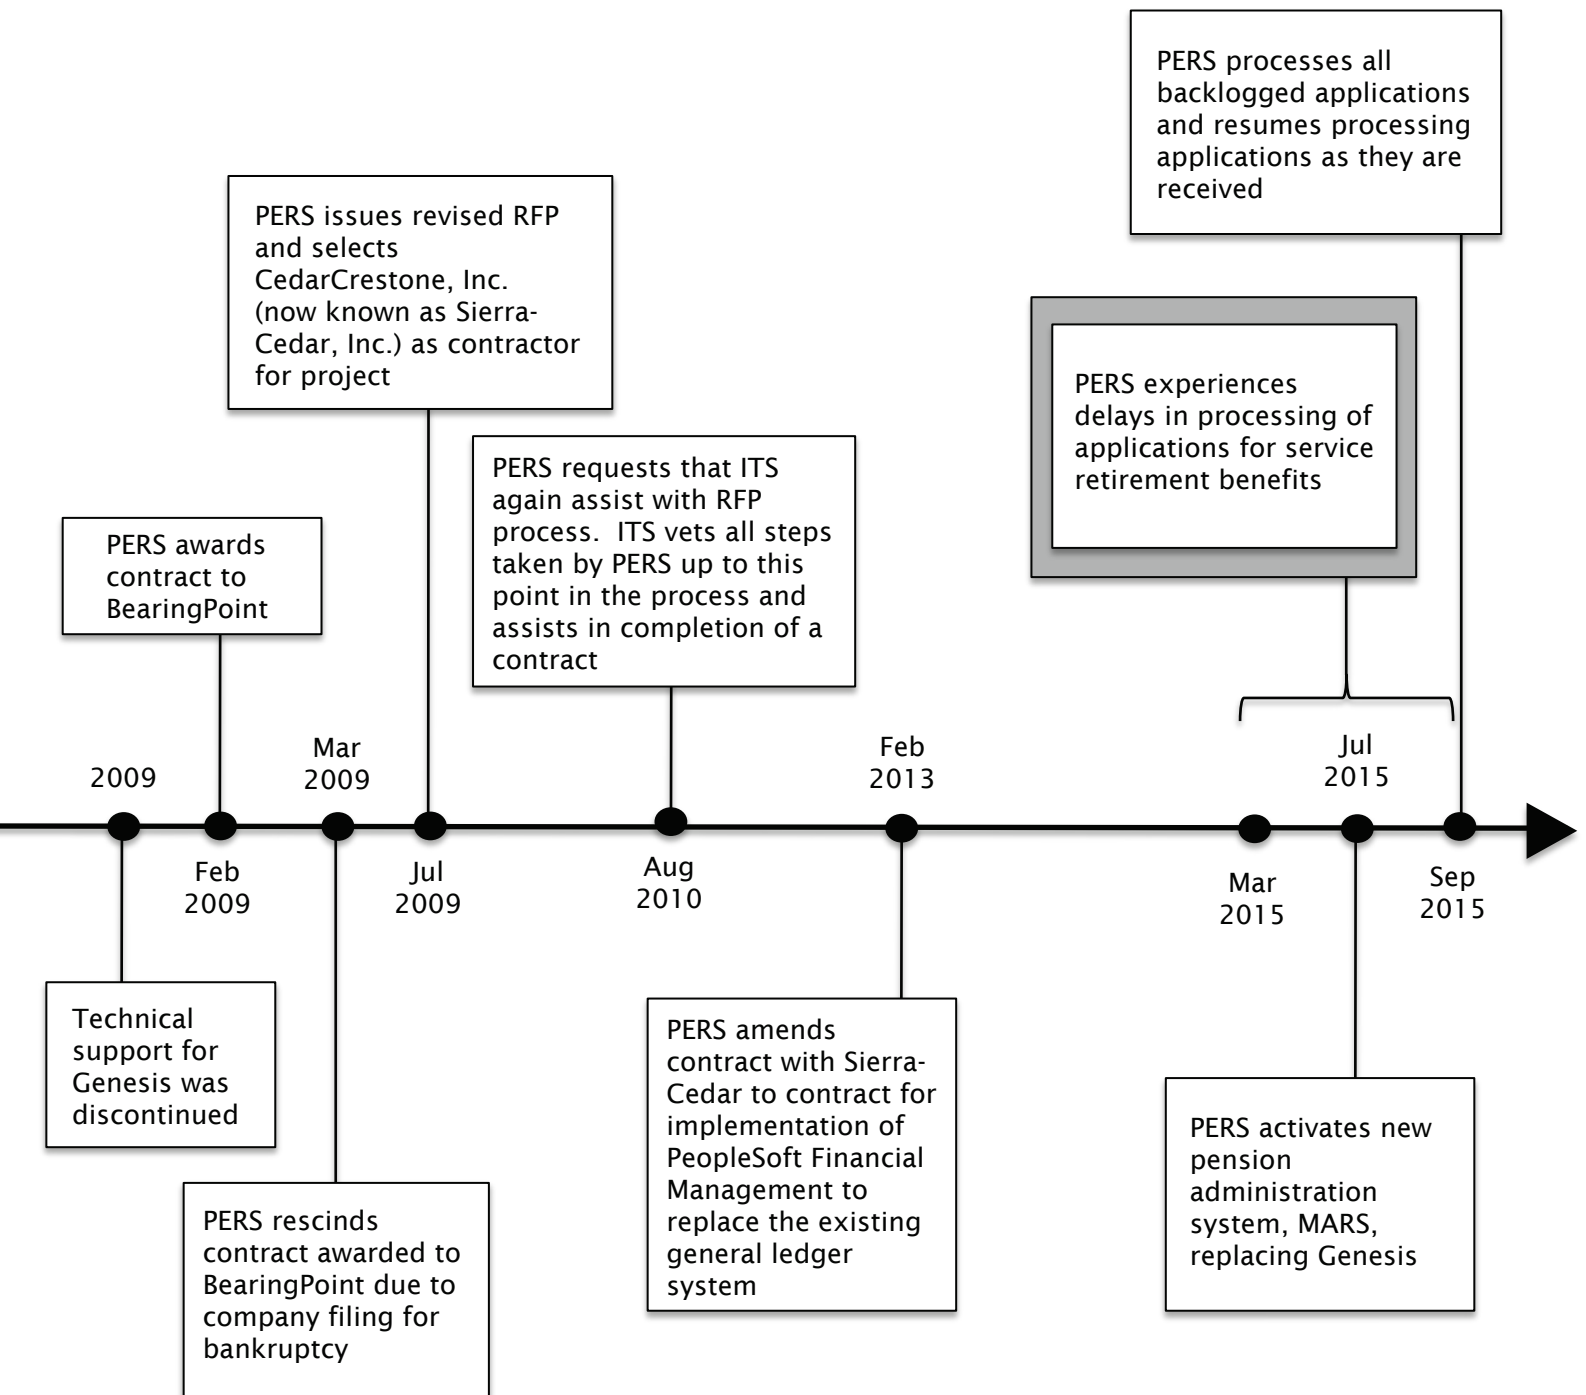 PERS processes all
backlogged applications
and resumes processing
applications as they are
received
PERS issues revised RFP
and selects
CedarCrestone, Inc.
(now known as Sierra-
Cedar, Inc.) as contractor
for project
PERS experiences
delays in processing of
applications for service
retirement benefits
PERS requests that ITS
again assist with RFP
process.  ITS vets all steps
taken by PERS up to this
point in the process and
assists in completion of a
contract
PERS awards
contract to
BearingPoint
2009
Mar
2009
Feb
2013
Jul
2015
Feb
2009
Jul
2009
Aug
2010
Mar
2015
Sep
2015
Technical
support for
Genesis was
discontinued
PERS rescinds
contract awarded to
BearingPoint due to
company filing for
bankruptcy
PERS amends
contract with Sierra-
Cedar to contract for
implementation of
PeopleSoft Financial
Management to
replace the existing
general ledger
system
PERS activates new
pension
administration
system, MARS,
replacing Genesis